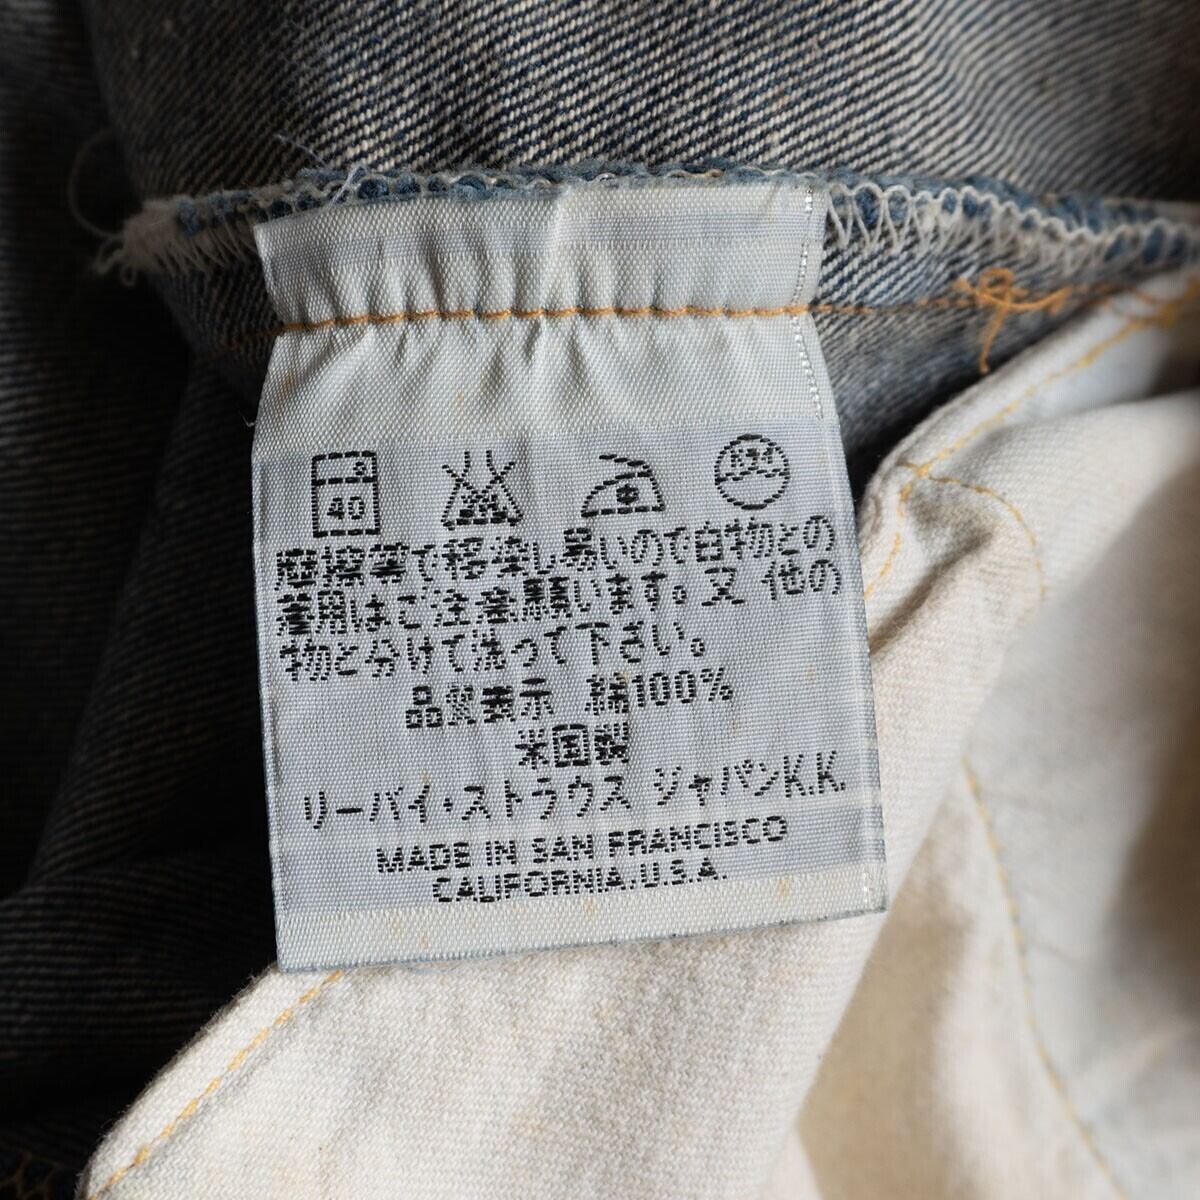 40
摩擦等で移染し易いので白物との
着用はご注意願います。又 他の
物と分けて洗って下さい。
品質表示 綿100%
米国製
リーバイ・ストラウス ジャパンK.K.
MADE IN SAN FRANCISCO
CALIFORNIA.U.S.A.